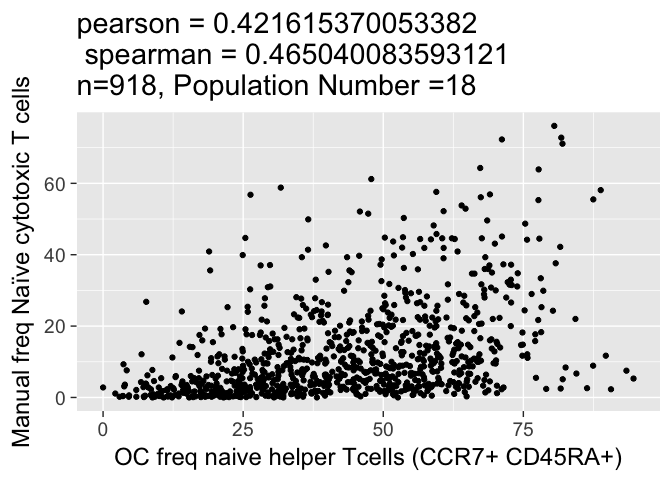 pearson = 0.421615370053382
spearman = 0.465040083593121
n=918, Population Number =18
Manual freq Naïve cytotoxic T cells
60
40
20
0
0 25 50 75
OC freq naive helper Tcells (CCR7+ CD45RA+)